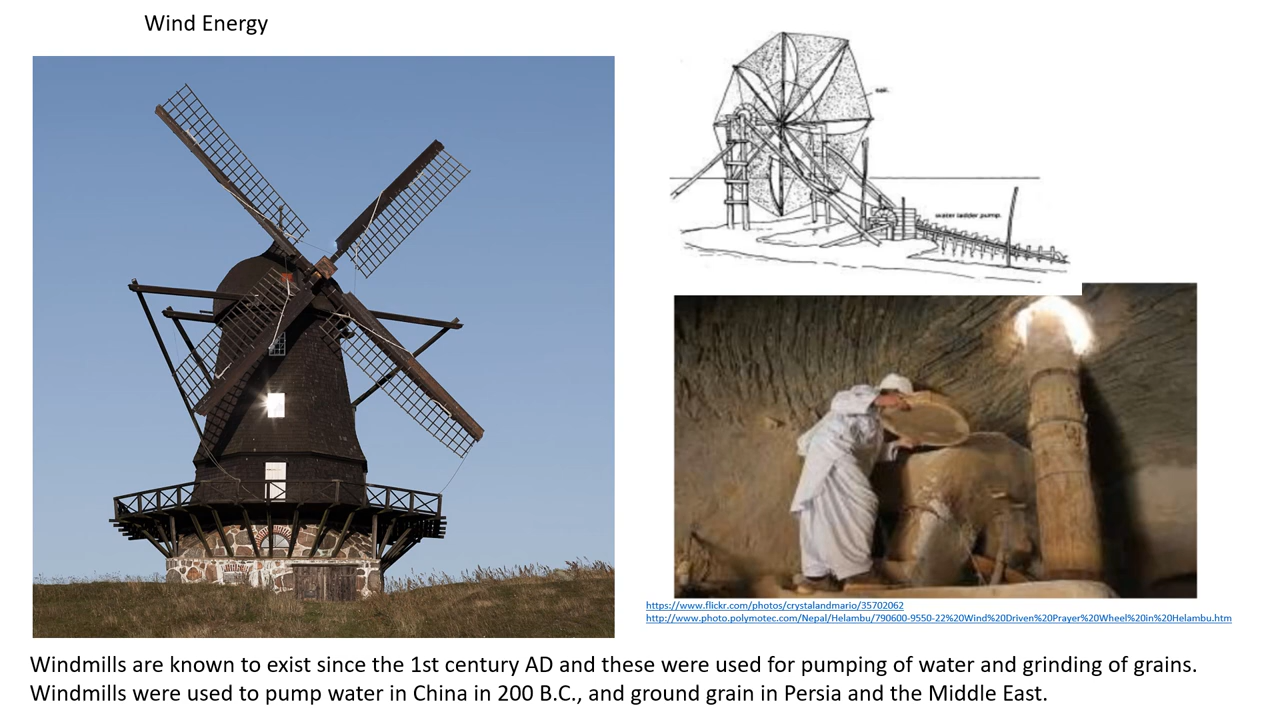 Wind Energy
sail.
water ladder pump.
https://www.flickr.com/photos/crystalandmario/35702062
http://www.photo.polymotec.com/Nepal/Helambu/790600-9550-22%20Wind%20Driven%20Prayer%20Wheel%20in%20Helambu.htm
Windmills are known to exist since the 1st century AD and these were used for pumping of water and grinding of grains.
Windmills were used to pump water in China in 200 B.C., and ground grain in Persia and the Middle East.